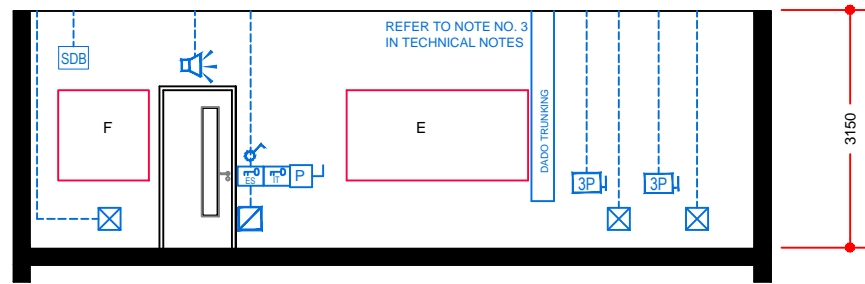 REFER TO NOTE NO. 3
IN TECHNICAL NOTES
SDB
F
E
DADO TRUNKING
3150
ES
IT
P
3P
3P